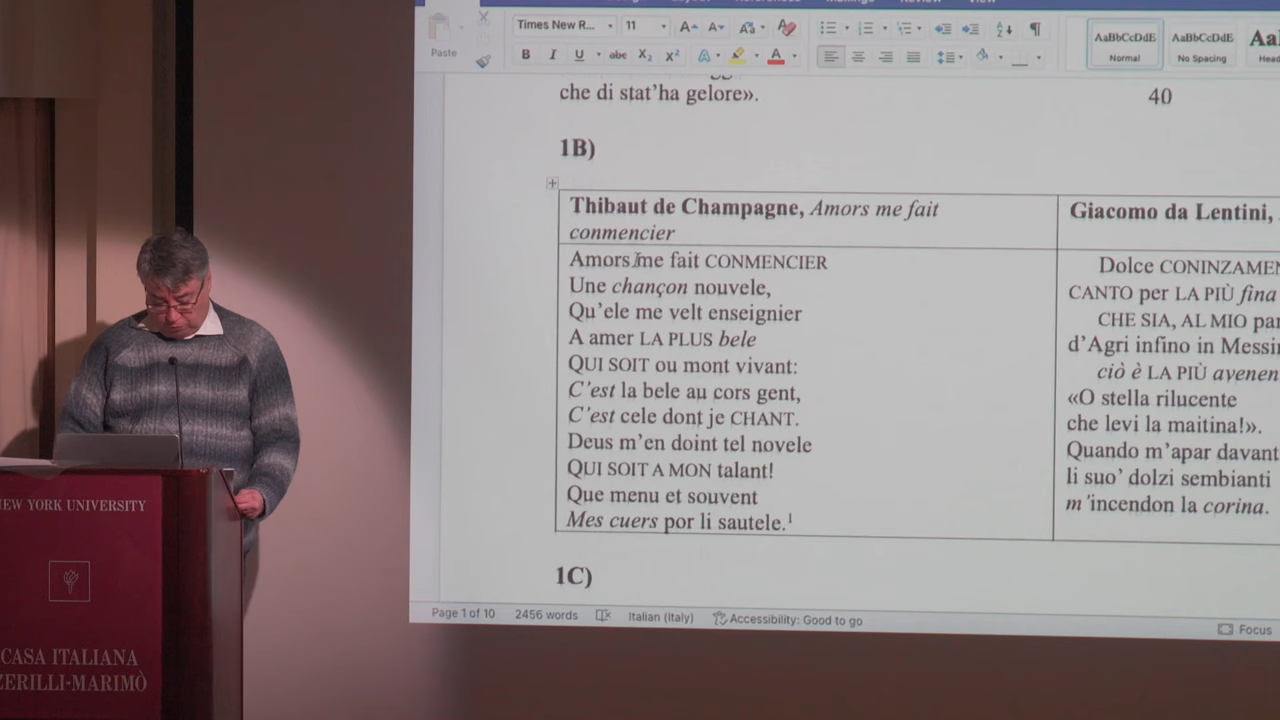 Paste
Times New R... 11
B I U abc X₂ X² A A
AaBbCcDdE AaBbCcDdE
Normal No Spacing
che di stat'ha gelore».
40
1B)
Thibaut de Champagne, Amors me fait
conmencier
Amors me fait CONMENCIER
Une chançon nouvele,
Qu'ele me velt enseignier
A amer LA PLUS bele
QUI SOIT ou mont vivant:
C'est la bele au cors gent,
C'est cele dont je CHANT.
Deus m'en doint tel novele
QUI SOIT A MON talant!
Que menu et souvent
Mes cuers por li sautele.¹
Giacomo da Lentini,
Dolce
CANTO per LA PIÙ fina
CHE SIA, AL MIO
d'Agri infino in
ciò è LA PIÙ
«O stella rilucente
che levi la maitina!».
Quando m'apar
li suo' dolzi sembianti
m'incendon la corina.
1C)
Page 1 of 10 2456 words Italian (Italy) Accessibility: Good to go Focus
NEW YORK UNIVERSITY
CASA ITALIANA
ZERILLI-MARIMÒ